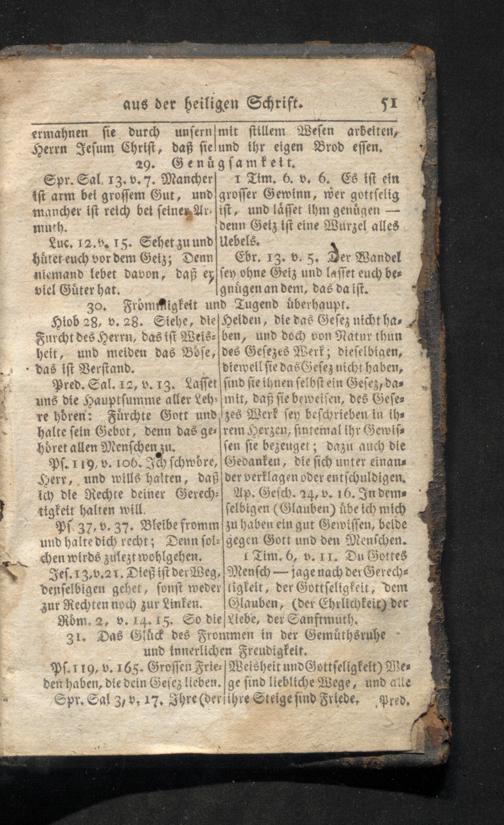 aus der heiligen Schrift. 51
ermahnen sie durch unsern
Herrn Jesum Christ, daß sie
mit stillem Wesen arbeiten,
und ihr eigen Brod essen.
29. Genügsamkeit.
Spr. Sal. 13. v. 7. Mancher
ist arm bei grossem Gut, und
mancher ist reich bei seiner Ar-
muth.
Luc. 12. v. 15. Sehet zu und
hütet euch vor dem Geiz; Denn
niemand lebet davon, daß er
viel Güter hat.
1 Tim. 6. v. 6. Es ist ein
grosser Gewinn, wer gottselig
ist, und lässet ihm genügen —
denn Geiz ist eine Wurzel alles
Uebels.
Ebr. 13. v. 5. Der Wandel
sey ohne Geiz und lasset euch be-
gnügen an dem, das da ist.
30. Frömmigkeit und Tugend überhaupt.
Hiob 28, v. 28. Siehe, die
Furcht des Herrn, das ist Weis-
heit, und meiden das Böse,
das ist Verstand.
Pred. Sal. 12, v. 13. Lasset
uns die Hauptsumme aller Leh-
re hören: Fürchte Gott und
halte sein Gebot, denn das ge-
höret allen Menschen zu.
Ps. 119, v. 106. Ich schwöre,
Herr, und wills halten, daß
ich die Rechte deiner Gerech-
tigkeit halten will.
Ps. 37, v. 37. Bleibe fromm
und halte dich recht; Denn sol-
chen wirds zulezt wohlgehen.
Jes. 13, v. 21. Dieß ist der Weg,
denselbigen gehet, sonst weder
zur Rechten noch zur Linken.
Röm. 2, v. 14. 15. So die
Heiden, die das Gesez nicht ha-
ben, und doch von Natur thun
des Gesezes Werk; dieselbigen,
dieweil sie das Gesez nicht haben,
sind sie ihnen selbst ein Gesez, da-
mit, daß sie beweisen, des Gese-
zes Werk sey beschrieben in ih-
rem Herzen, sintemal ihr Gewis-
sen sie bezeuget; dazu auch die
Gedanken, die sich unter einan-
der verklagen oder entschuldigen.
Ap. Gesch. 24, v. 16. In dem-
selbigen (Glauben) übe ich mich
zu haben ein gut Gewissen, beide
gegen Gott und den Menschen.
1 Tim. 6, v. 11. Du Gottes
Mensch — jage nach der Gerech-
tigkeit, der Gottseligkeit, dem
Glauben, (der Ehrlichkeit) der
Liebe, der Sanftmuth.
31. Das Glück des Frommen in der Gemüthsruhe
und innerlichen Freudigkeit.
Ps. 119, v. 165. Grossen Frie-
den haben, die dein Gesez lieben.
Spr. Sal 3, v. 17. Ihre (der
Weisheit und Gottseligkeit) We-
ge sind liebliche Wege, und alle
ihre Steige sind Friede.
Pred.